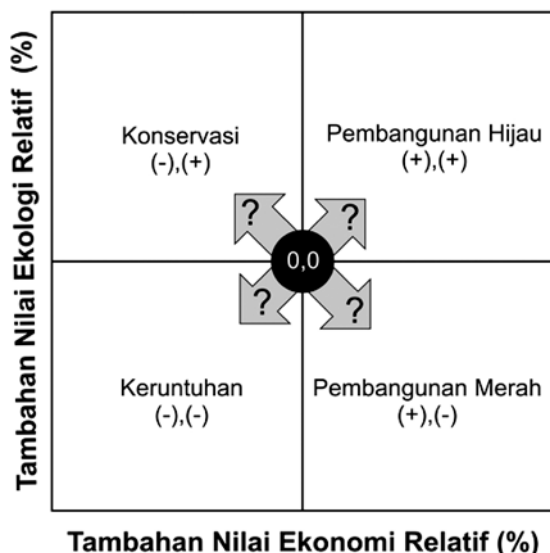 Tambahan Nilai Ekologi Relatif (%)
Konservasi
(-),(+)
Pembangunan Hijau
(+),(+)
?
?
0,0
?
?
Keruntuhan
(-),(-)
Pembangunan Merah
(+),(-)
Tambahan Nilai Ekonomi Relatif (%)